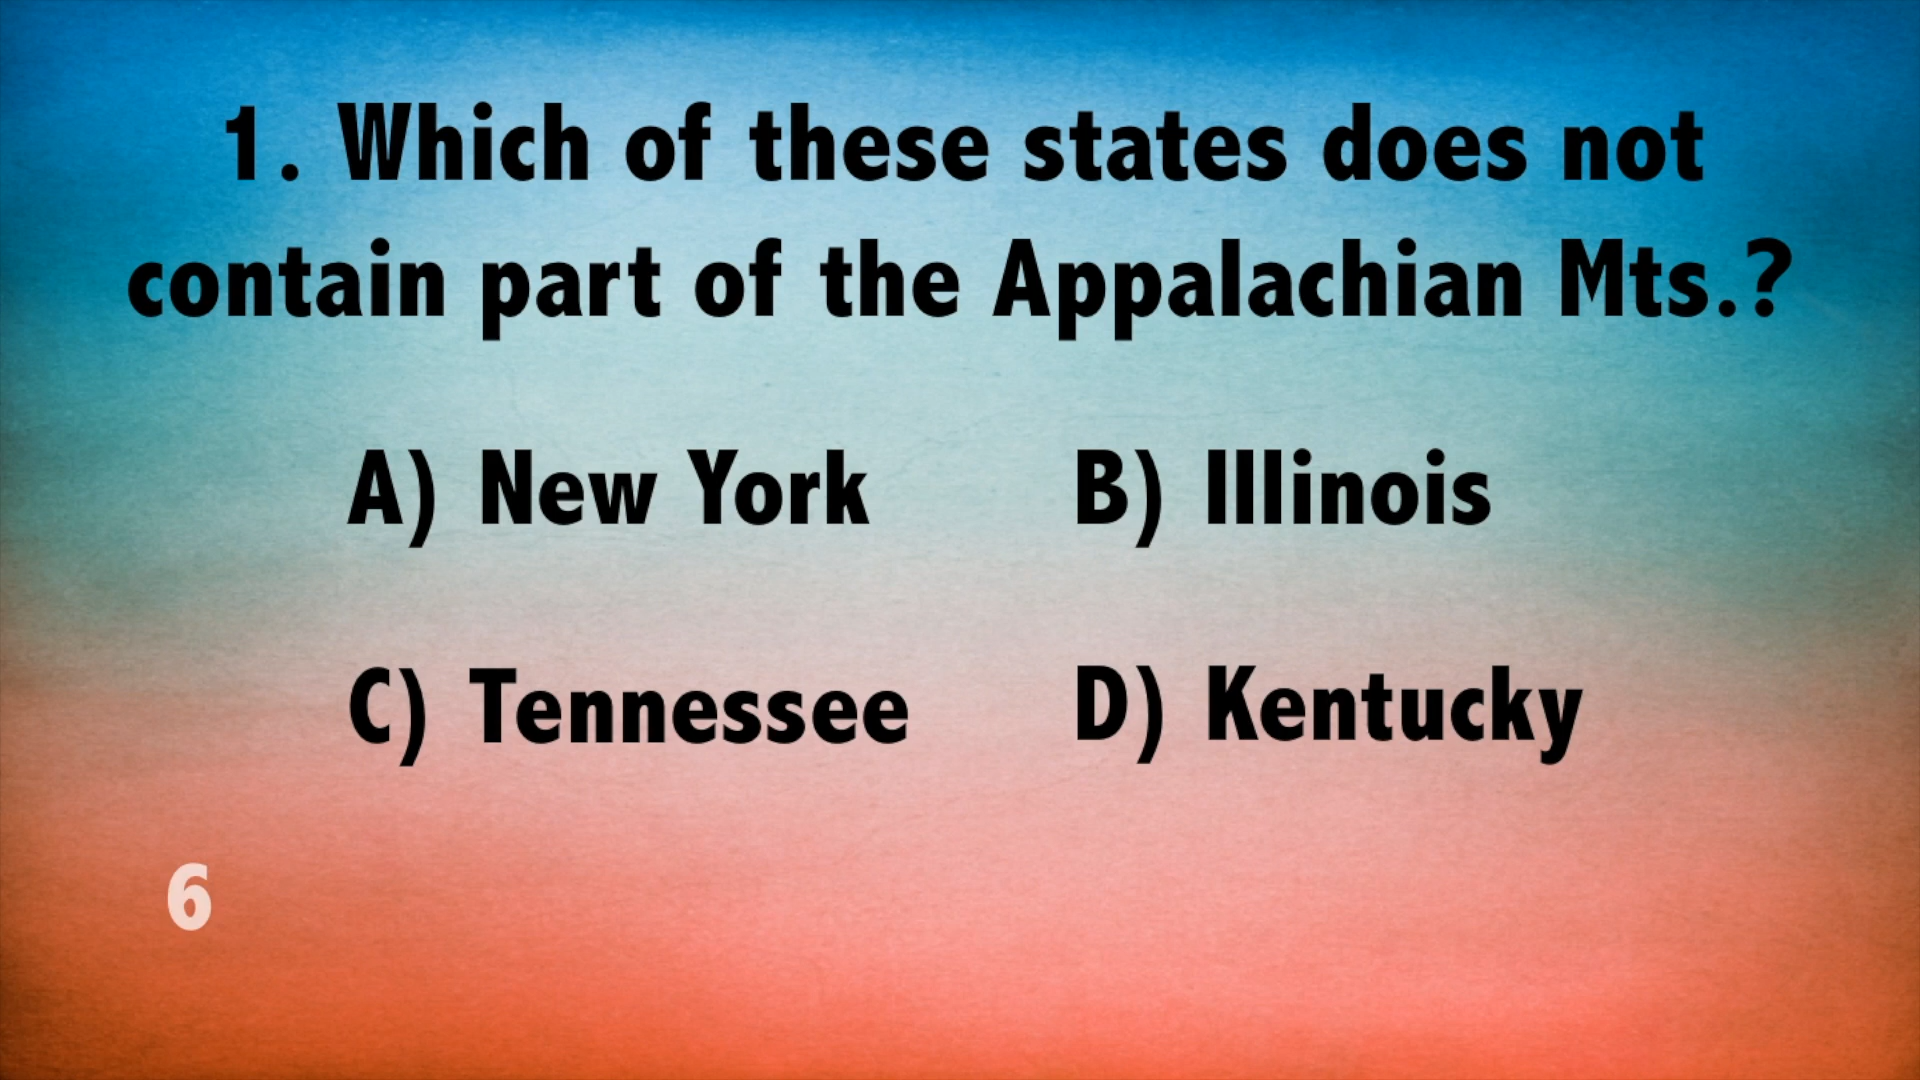 1. Which of these states does not
contain part of the Appalachian Mts.?
A) New York
B) Illinois
C) Tennessee
D) Kentucky
6